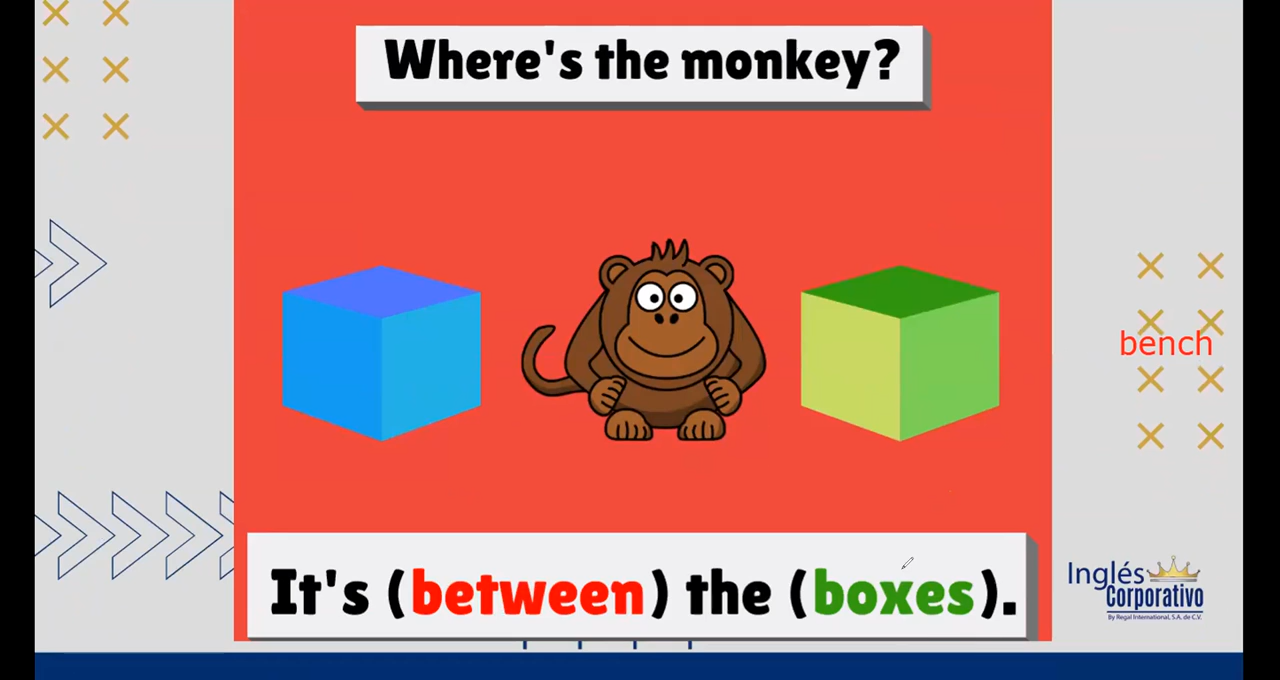 Where's the monkey?
bench
It's (between) the (boxes).
Inglés
Corporativo
By Regal International, S.A. de C.V.